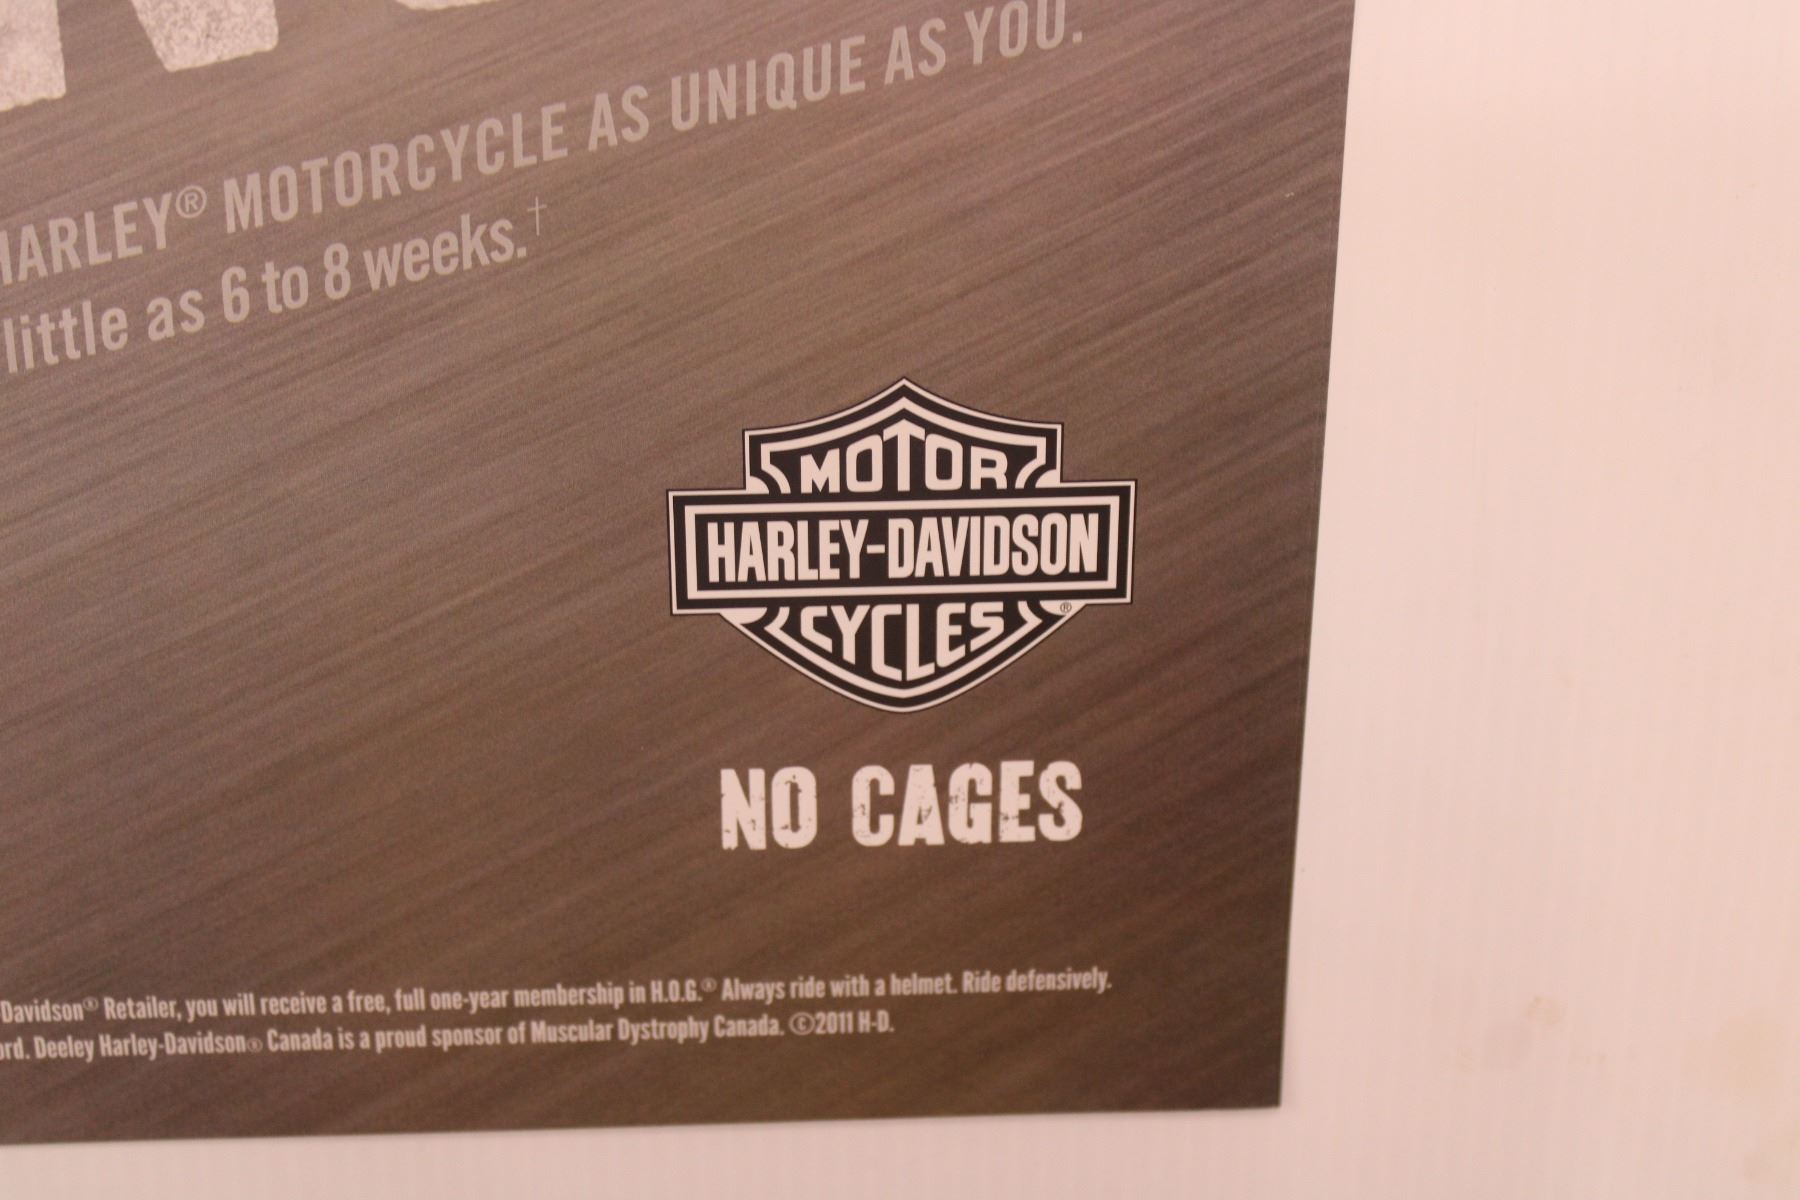 HARLEY® MOTORCYCLE AS UNIQUE AS YOU.
little as 6 to 8 weeks.†
MOTOR
HARLEY-DAVIDSON
CYCLES ®
NO CAGES
Davidson® Retailer, you will receive a free, full one-year membership in H.O.G.® Always ride with a helmet. Ride defensively.
Deeley Harley-Davidson® Canada is a proud sponsor of Muscular Dystrophy Canada. ©2011 H-D.